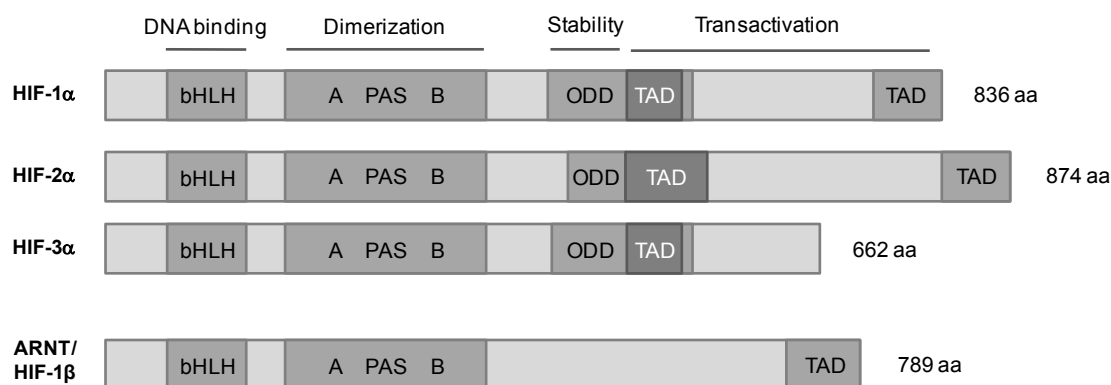 DNA binding Dimerization Stability Transactivation
HIF-1α bHLH A PAS B ODD TAD TAD 836 aa
HIF-2α bHLH A PAS B ODD TAD TAD 874 aa
HIF-3α bHLH A PAS B ODD TAD 662 aa
ARNT/
HIF-1β bHLH A PAS B TAD 789 aa